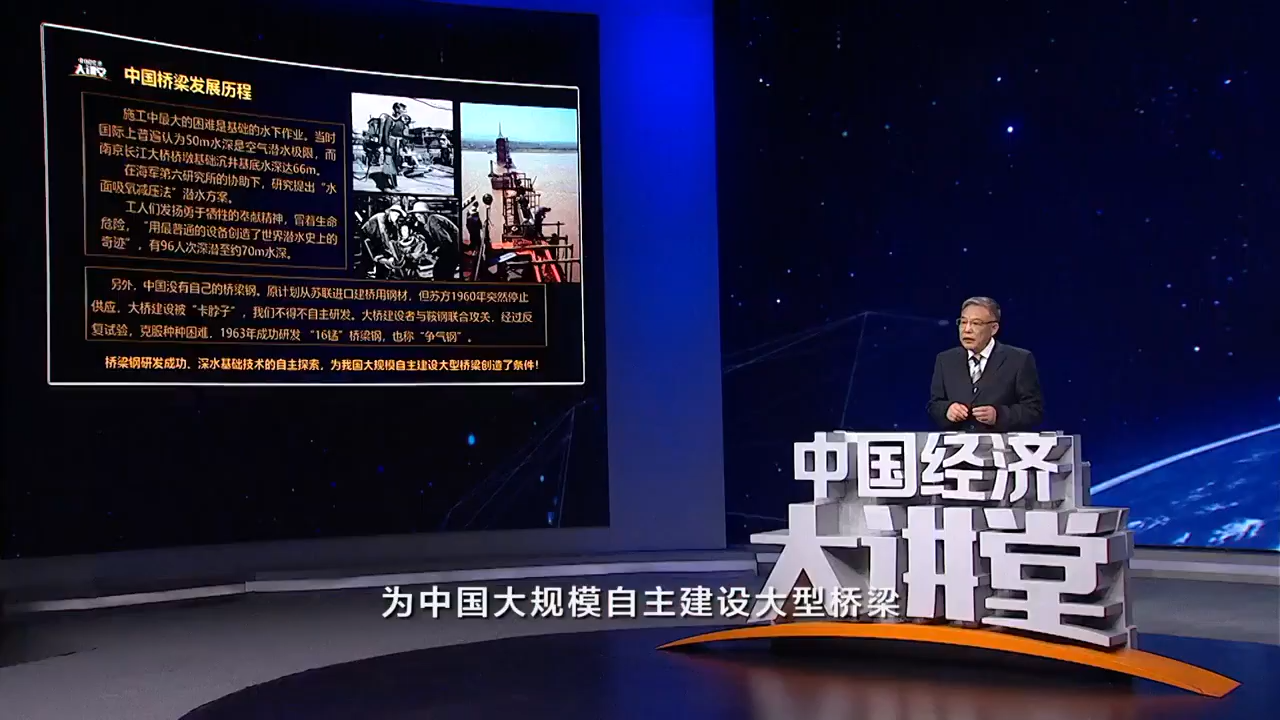 中国经济
大讲堂
中国桥梁发展历程
施工中最大的困难是基础的水下作业。当时
国际上普遍认为50m水深是空气潜水极限，而
南京长江大桥桥墩基础沉井基底水深达66m。
在海军第六研究所的协助下，研究提出“水
面吸氧减压法”潜水方案。
工人们发扬勇于牺牲的奉献精神，冒着生命
危险，“用最普通的设备创造了世界潜水史上的
奇迹”，有96人次深潜至约70m水深。
另外，中国没有自己的桥梁钢。原计划从苏联进口建桥用钢材，但苏方1960年突然停止
供应，大桥建设被“卡脖子”，我们不得不自主研发。大桥建设者与鞍钢联合攻关，经过反
复试验，克服种种困难，1963年成功研发“16锰”桥梁钢，也称“争气钢”。
桥梁钢研发成功、深水基础技术的自主探索，为我国大规模自主建设大型桥梁创造了条件！
中国经济
大讲堂
为中国大规模自主建设大型桥梁